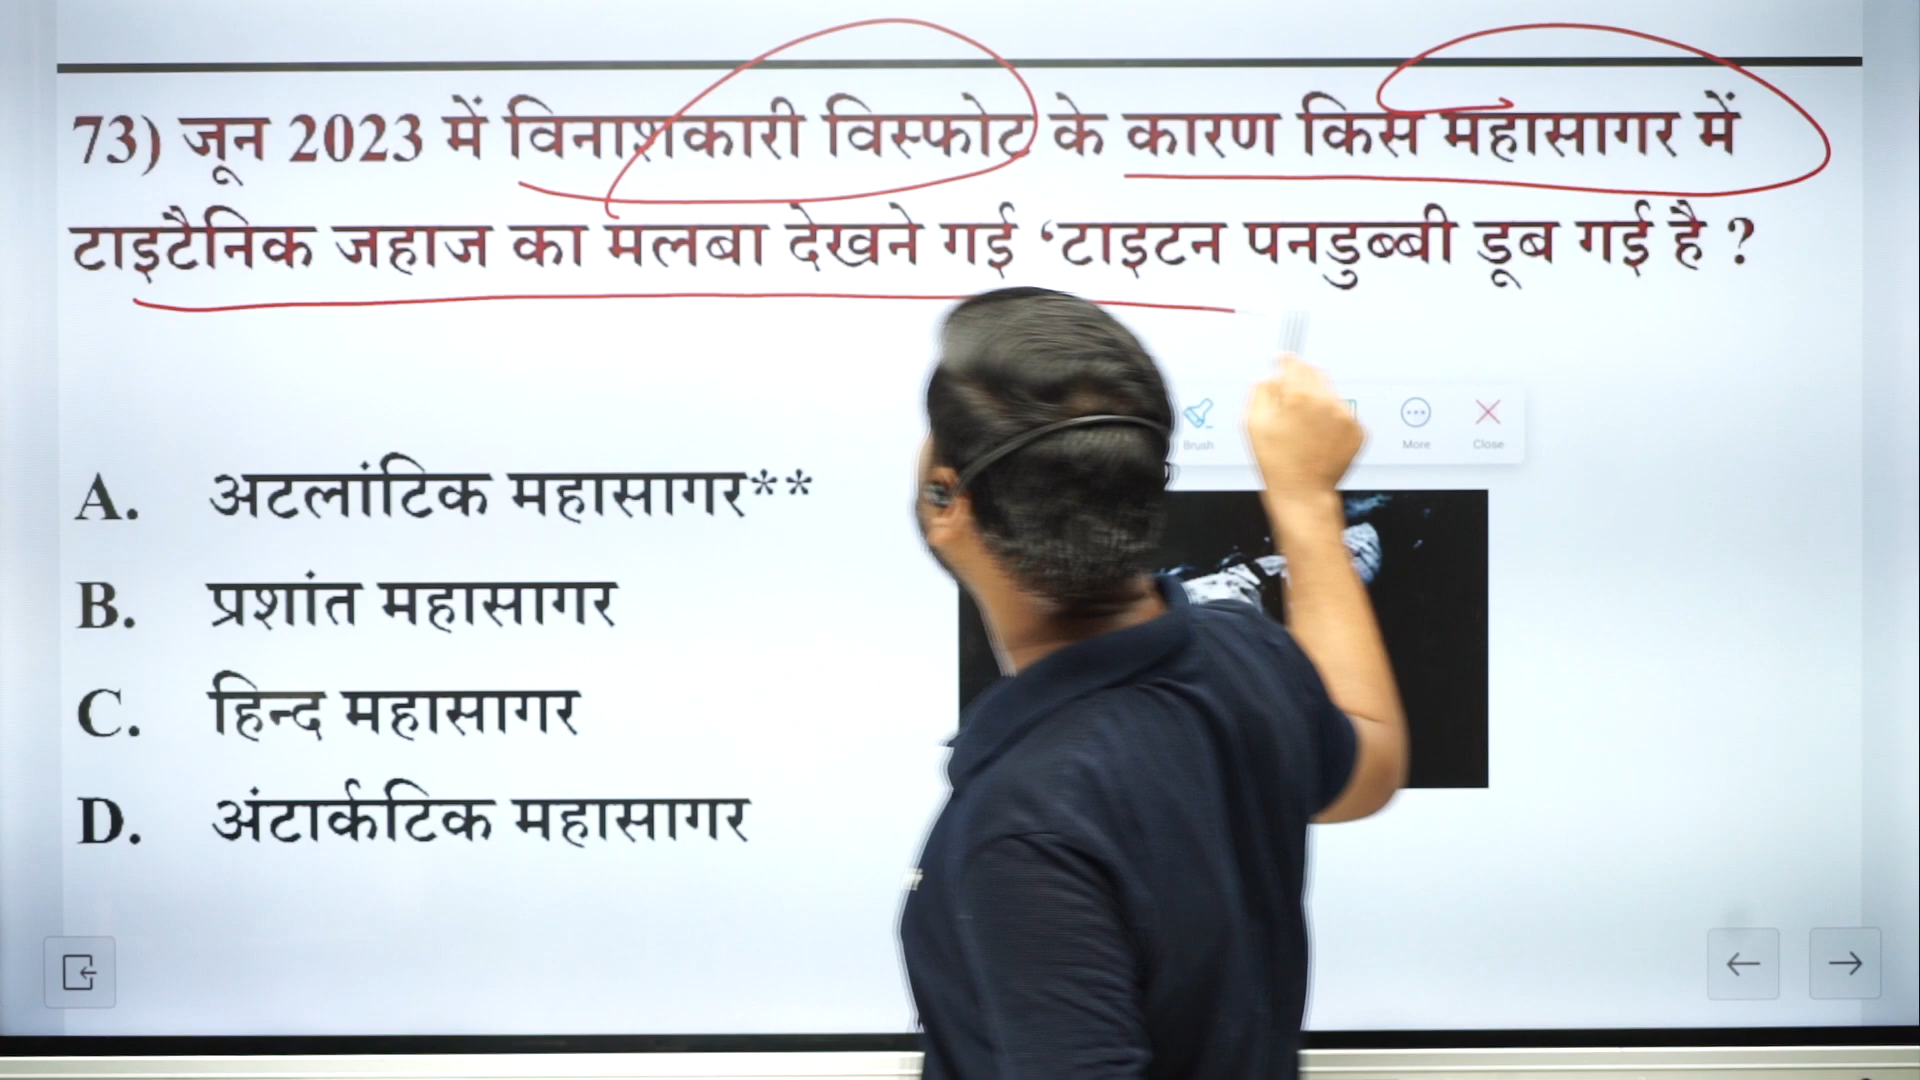 73) जून 2023 में विनाशकारी विस्फोट के कारण किस महासागर में
टाइटैनिक जहाज का मलबा देखने गई ‘टाइटन पनडुब्बी डूब गई है ?
Brush
More
Close
A. अटलांटिक महासागर**
B. प्रशांत महासागर
C. हिन्द महासागर
D. अंटार्कटिक महासागर